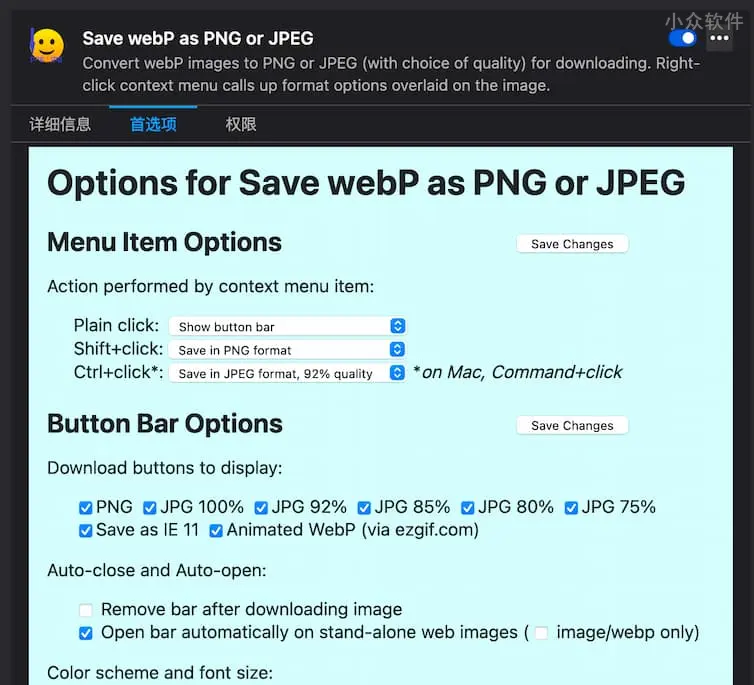 小众软件
Save webP as PNG or JPEG
Convert webP images to PNG or JPEG (with choice of quality) for downloading. Right-
click context menu calls up format options overlaid on the image.
详细信息 首选项 权限
Options for Save webP as PNG or JPEG
Menu Item Options Save Changes
Action performed by context menu item:
Plain click: Show button bar
Shift+click: Save in PNG format
Ctrl+click*: Save in JPEG format, 92% quality *on Mac, Command+click
Button Bar Options Save Changes
Download buttons to display:
PNG JPG 100% JPG 92% JPG 85% JPG 80% JPG 75%
Save as IE 11 Animated WebP (via ezgif.com)
Auto-close and Auto-open:
Remove bar after downloading image
Open bar automatically on stand-alone web images ( image/webp only)
Color scheme and font size: